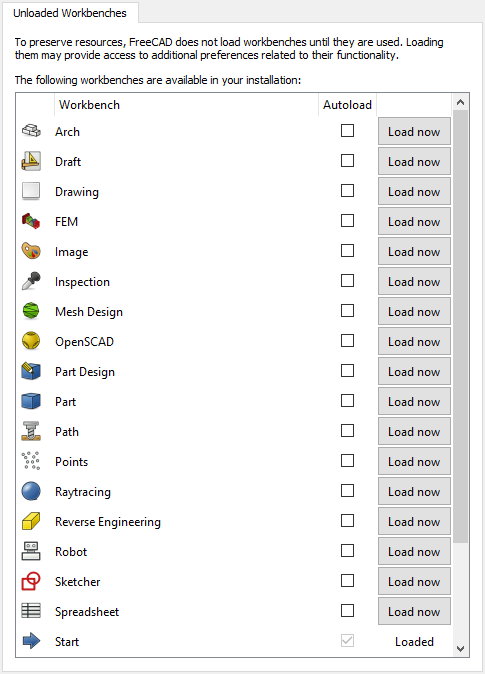 Unloaded Workbenches
To preserve resources, FreeCAD does not load workbenches until they are used. Loading
them may provide access to additional preferences related to their functionality.
The following workbenches are available in your installation:
Workbench Autoload
Arch Load now
Draft Load now
Drawing Load now
FEM Load now
Image Load now
Inspection Load now
Mesh Design Load now
OpenSCAD Load now
Part Design Load now
Part Load now
Path Load now
Points Load now
Raytracing Load now
Reverse Engineering Load now
Robot Load now
Sketcher Load now
Spreadsheet Load now
Start Loaded